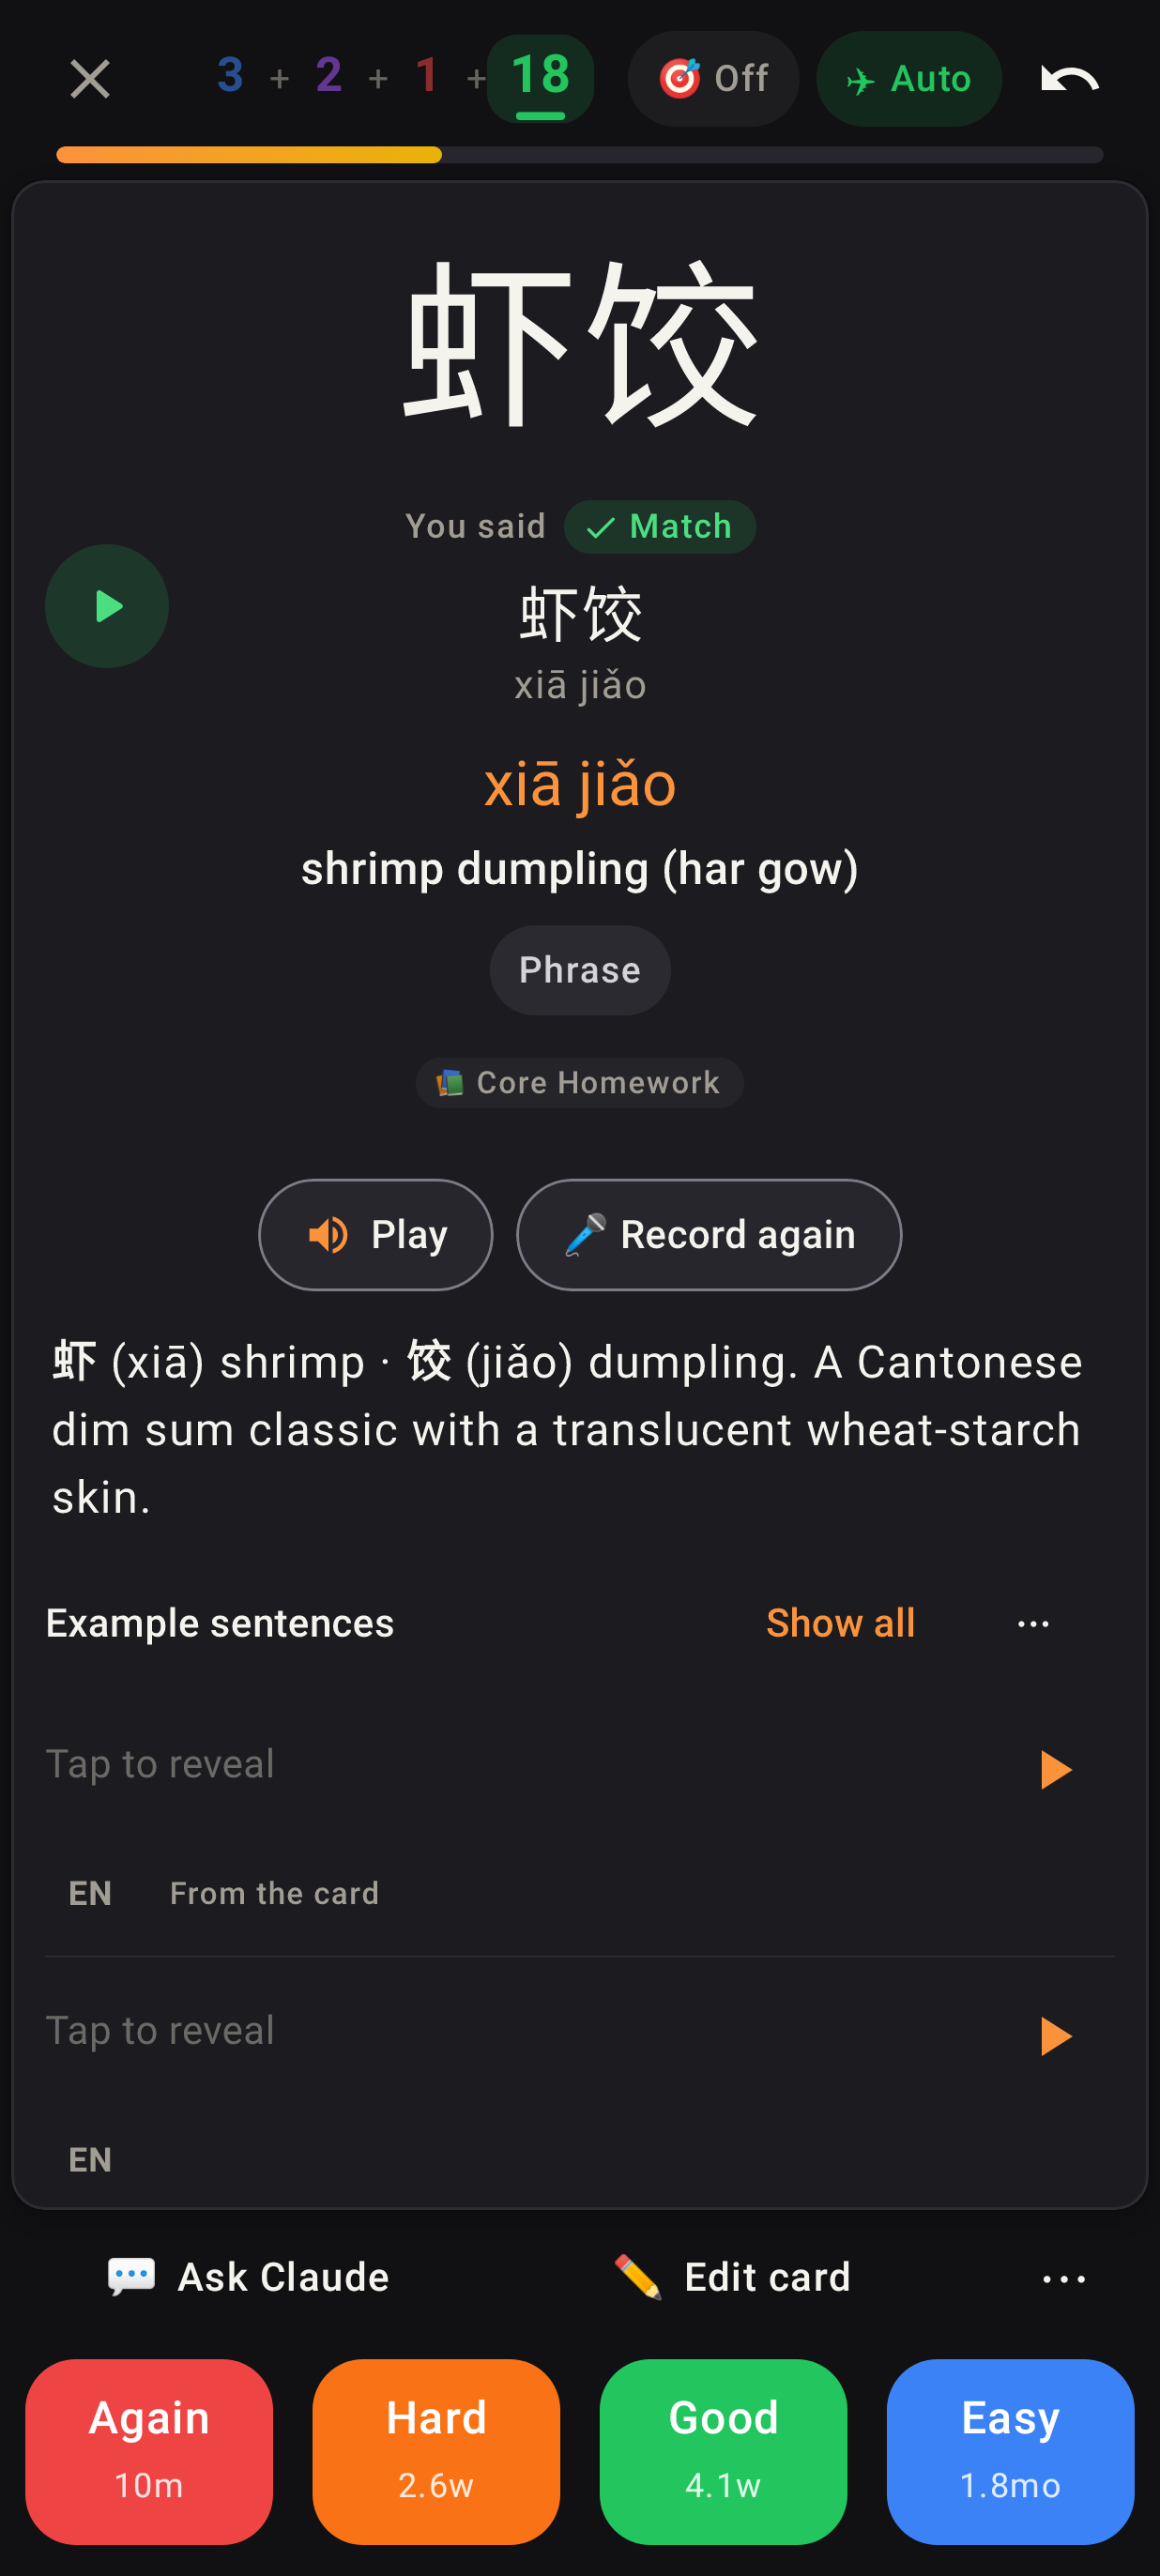 3 + 2 + 1 + 18 Off Auto
虾饺
You said Match
虾饺
xiā jiǎo
xiā jiǎo
shrimp dumpling (har gow)
Phrase
Core Homework
Play Record again
虾 (xiā) shrimp · 饺 (jiǎo) dumpling. A Cantonese
dim sum classic with a translucent wheat-starch
skin.
Example sentences Show all ...
Tap to reveal
EN From the card
Tap to reveal
EN
Ask Claude Edit card ...
Again Hard Good Easy
10m 2.6w 4.1w 1.8mo